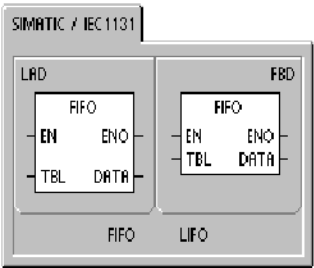 SIMATIC / IEC1131
LAD
FBD
FIFO
EN ENO
TBL DATA
FIFO
EN ENO
TBL DATA
FIFO LIFO